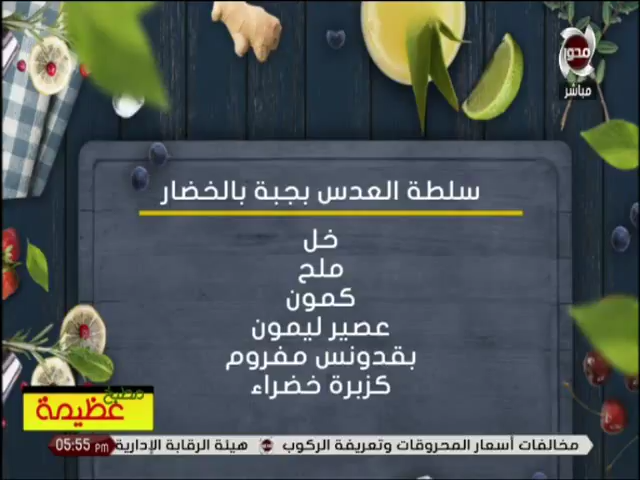 محور
مباشر
سلطة العدس بجبة بالخضار
خل
ملح
كمون
عصير ليمون
بقدونس مفروم
كزبرة خضراء
مطبخ
عظيمة
مخالفات أسعار المحروقات وتعريفة الركوب
هيئة الرقابة الإدارية
05:55 pm